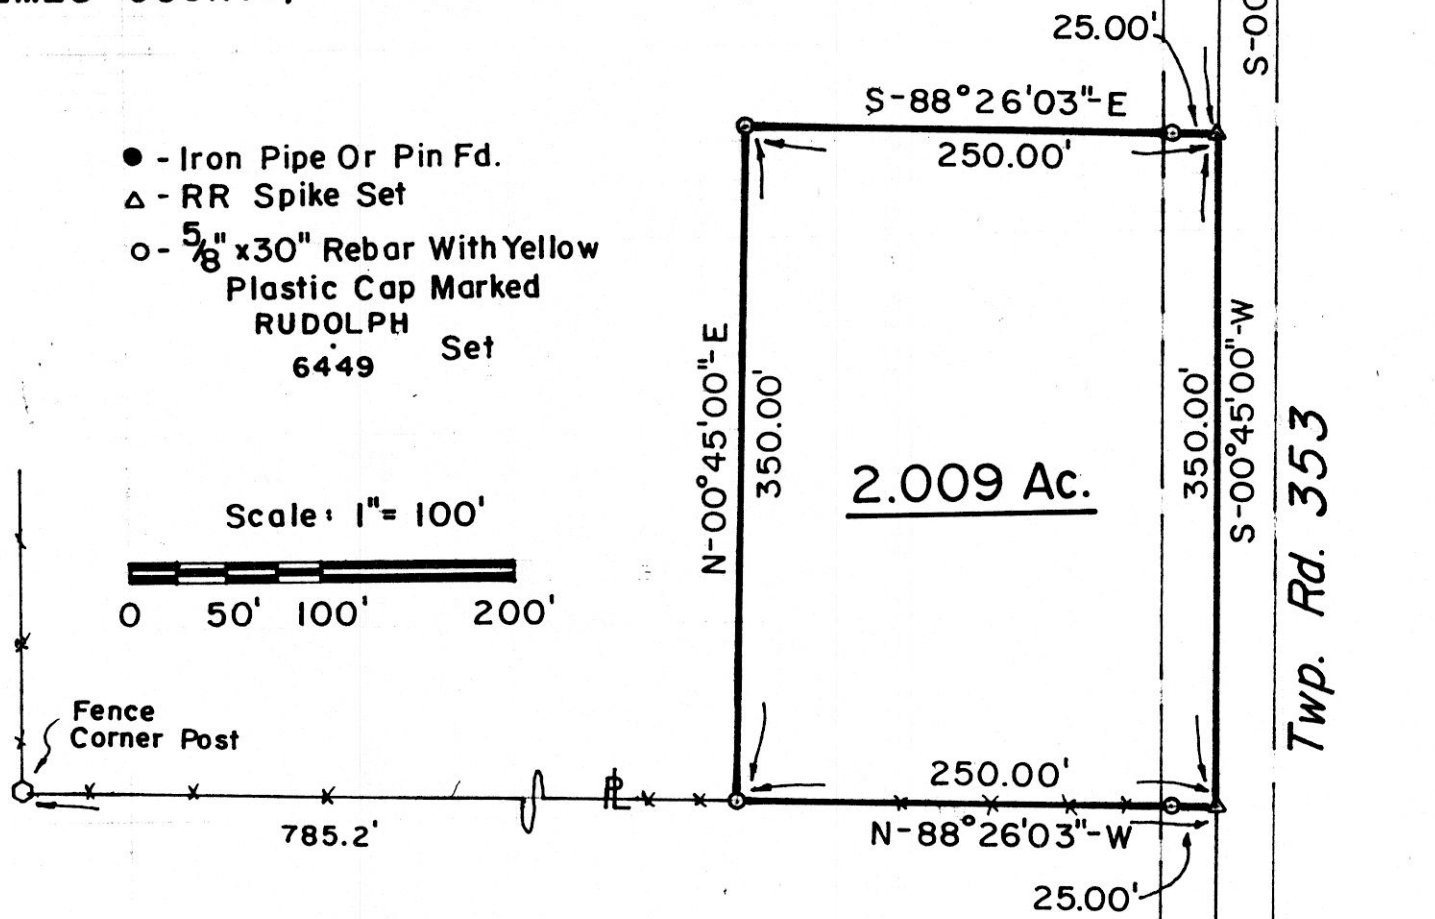 25.00'
S-00
S-88°26'03"-E
250.00'
● - Iron Pipe Or Pin Fd.
△ - RR Spike Set
○ - 5/8" x30" Rebar With Yellow
Plastic Cap Marked
RUDOLPH
6449
Set
N-00°45'00"-E
350.00'
2.009 Ac.
350.00'
S-00°45'00"-W
Twp. Rd. 353
Scale: 1"= 100'
0 50' 100' 200'
Fence
Corner Post
785.2'
PL
250.00'
N-88°26'03"-W
25.00'